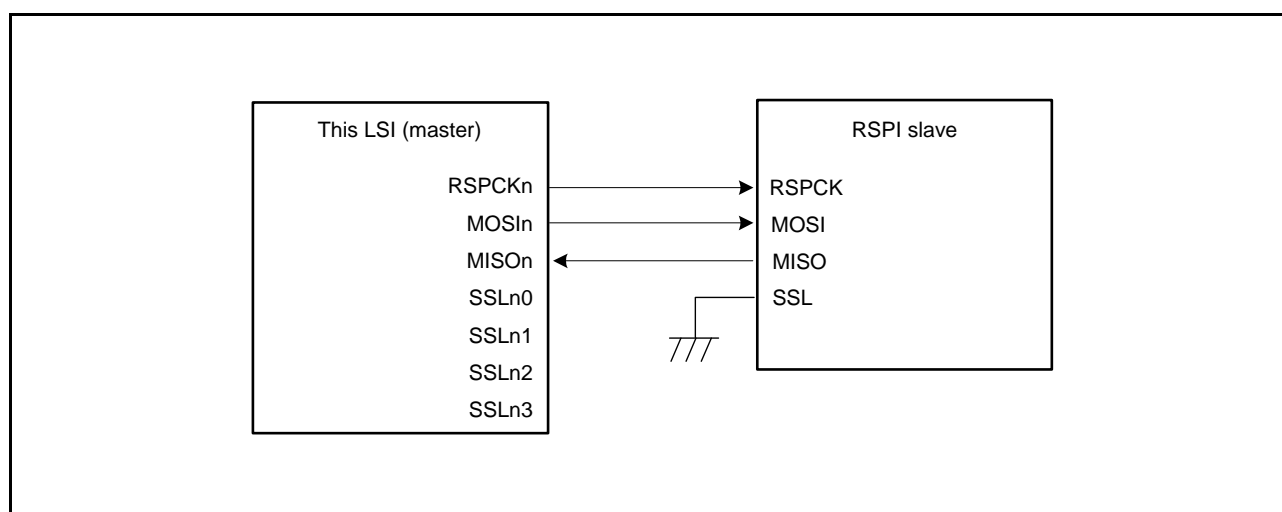 This LSI (master)
RSPCKn
MOSIn
MISOn
SSLn0
SSLn1
SSLn2
SSLn3
RSPI slave
RSPCK
MOSI
MISO
SSL